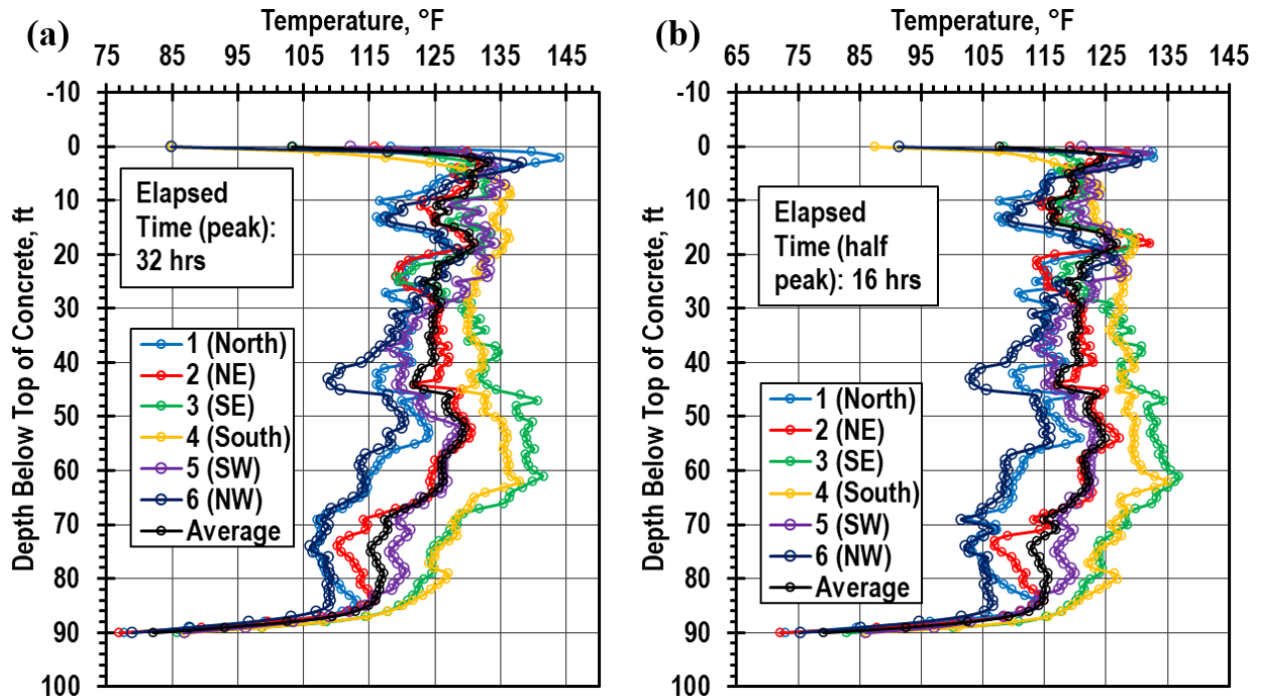 (a)
Temperature, °F
75 85 95 105 115 125 135 145
Depth Below Top of Concrete, ft
-10
0
10
20
30
40
50
60
70
80
90
100
Elapsed
Time (peak):
32 hrs
1 (North)
2 (NE)
3 (SE)
4 (South)
5 (SW)
6 (NW)
Average
(b)
Temperature, °F
65 75 85 95 105 115 125 135 145
Depth Below Top of Concrete, ft
-10
0
10
20
30
40
50
60
70
80
90
100
Elapsed
Time (half
peak): 16 hrs
1 (North)
2 (NE)
3 (SE)
4 (South)
5 (SW)
6 (NW)
Average